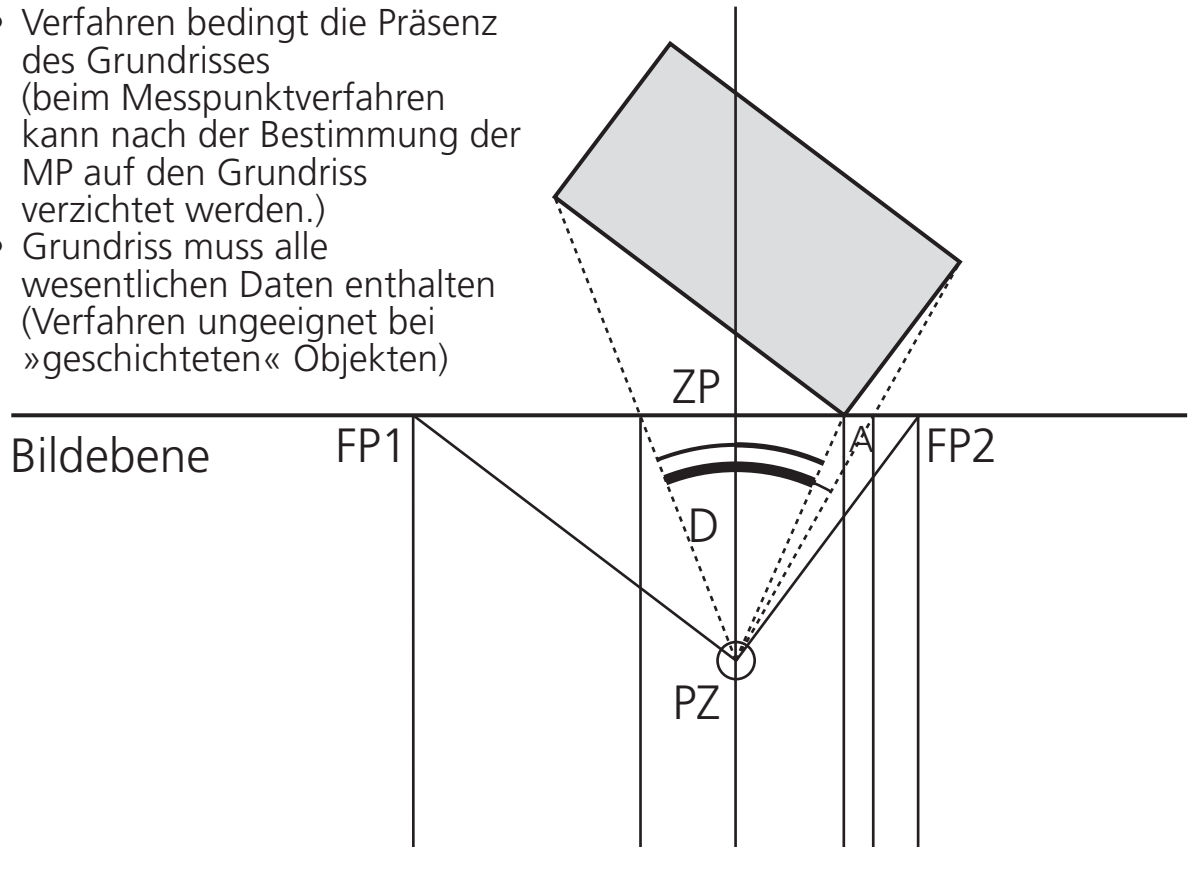 • Verfahren bedingt die Präsenz
des Grundrisses
(beim Messpunktverfahren
kann nach der Bestimmung der
MP auf den Grundriss
verzichtet werden.)
• Grundriss muss alle
wesentlichen Daten enthalten
(Verfahren ungeeignet bei
»geschichteten« Objekten)
ZP
Bildebene
FP1
A
FP2
D
PZ